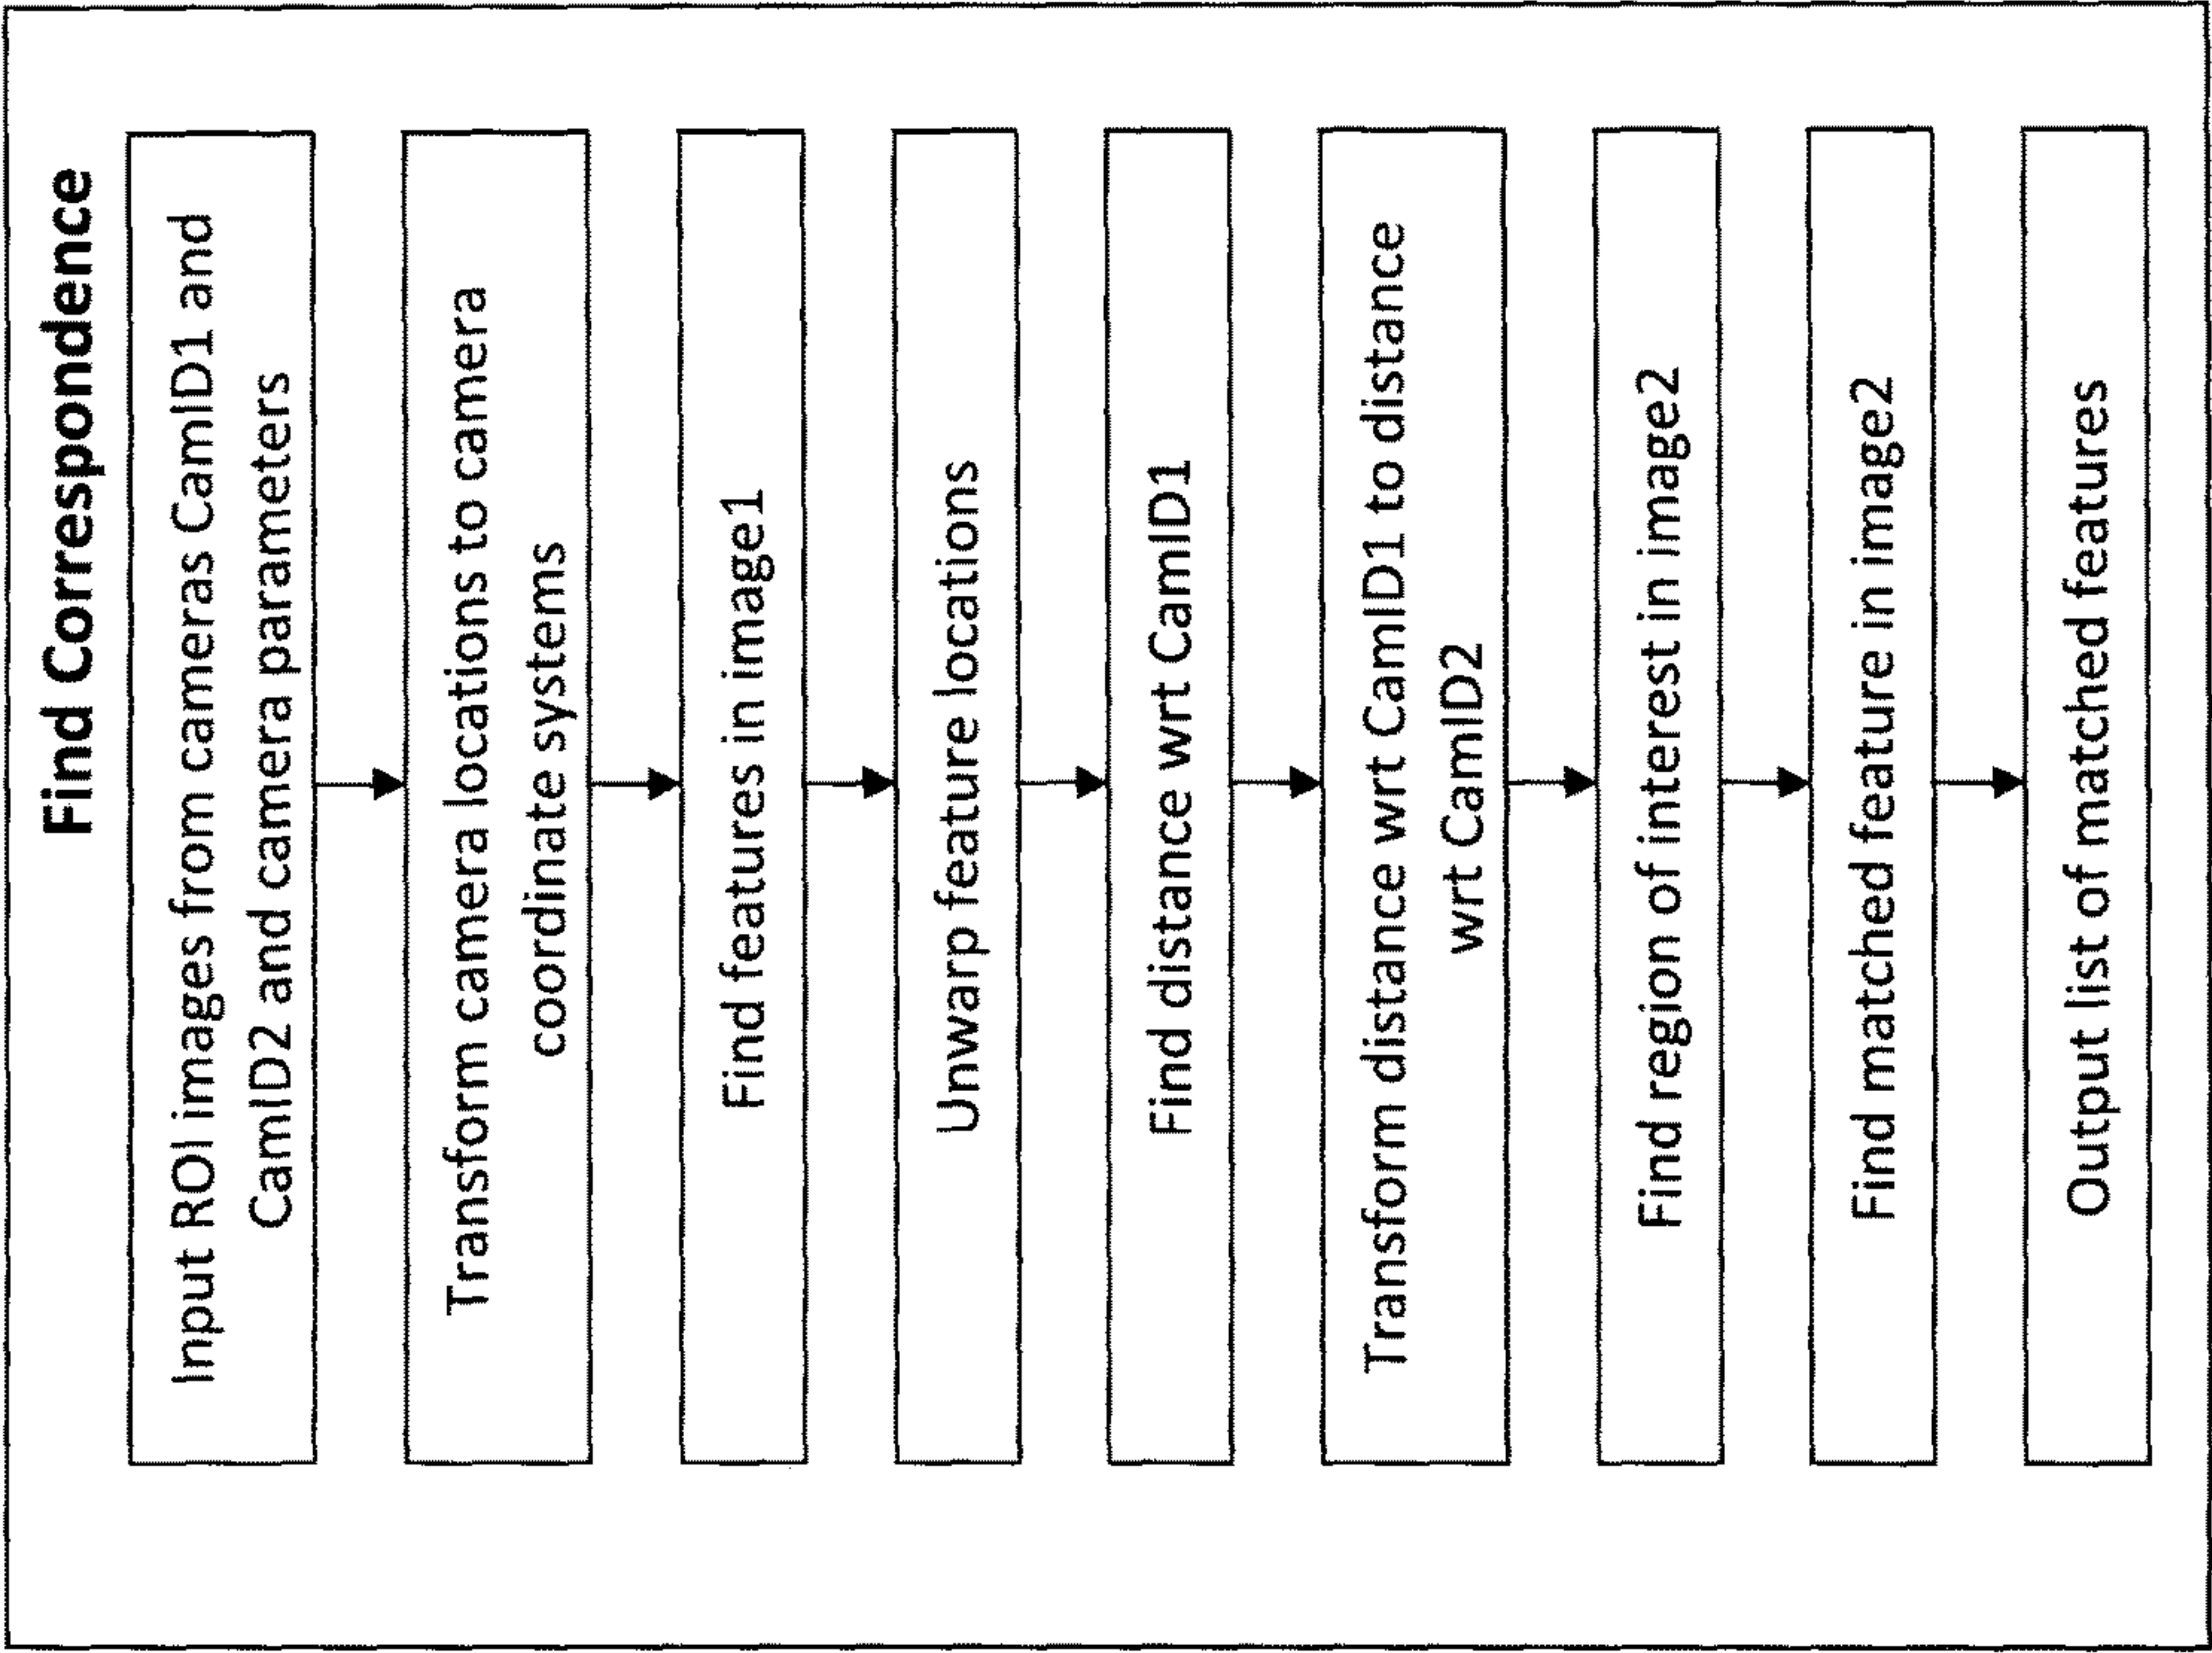 Find Correspondence
Input ROI images from cameras CamID1 and
CamID2 and camera parameters
Transform camera locations to camera
coordinate systems
Find features in image1
Unwarp feature locations
Find distance wrt CamID1
Transform distance wrt CamID1 to distance
wrt CamID2
Find region of interest in image2
Find matched feature in image2
Output list of matched features